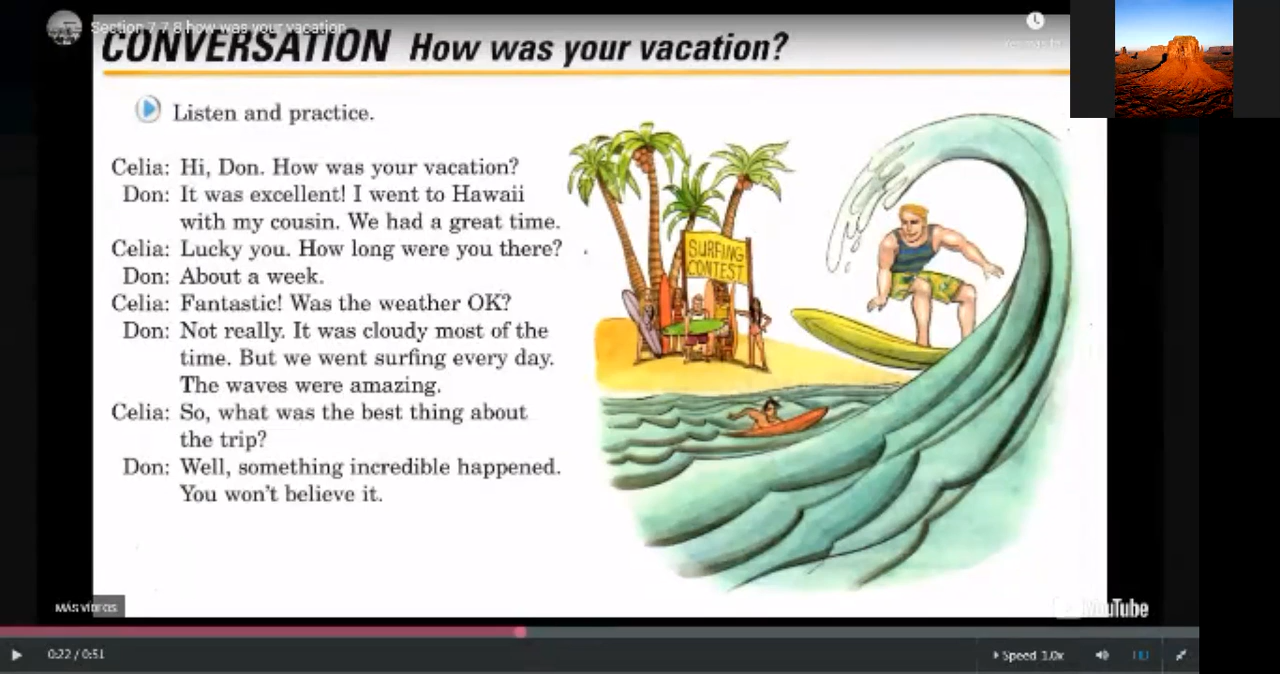 Section 7 7 8 how was your vacation
CONVERSATION How was your vacation?
Listen and practice.
Celia: Hi, Don. How was your vacation?
Don: It was excellent! I went to Hawaii
with my cousin. We had a great time.
Celia: Lucky you. How long were you there?
Don: About a week.
Celia: Fantastic! Was the weather OK?
Don: Not really. It was cloudy most of the
time. But we went surfing every day.
The waves were amazing.
Celia: So, what was the best thing about
the trip?
Don: Well, something incredible happened.
You won't believe it.
SURFING
CONTEST
MÁS VÍDEOS
YouTube
0:22 / 0:51
Speed 1.0x
HD